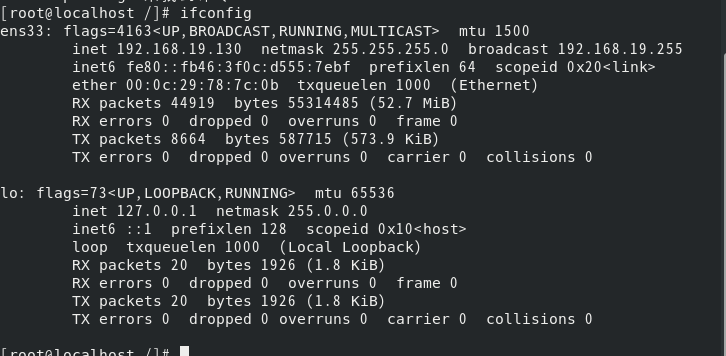 [root@localhost /]# ifconfig
ens33: flags=4163<UP,BROADCAST,RUNNING,MULTICAST>  mtu 1500
        inet 192.168.19.130  netmask 255.255.255.0  broadcast 192.168.19.255
        inet6 fe80::fb46:3f0c:d555:7ebf  prefixlen 64  scopeid 0x20<link>
        ether 00:0c:29:78:7c:0b  txqueuelen 1000  (Ethernet)
        RX packets 44919  bytes 55314485 (52.7 MiB)
        RX errors 0  dropped 0  overruns 0  frame 0
        TX packets 8664  bytes 587715 (573.9 KiB)
        TX errors 0  dropped 0 overruns 0  carrier 0  collisions 0

lo: flags=73<UP,LOOPBACK,RUNNING>  mtu 65536
        inet 127.0.0.1  netmask 255.0.0.0
        inet6 ::1  prefixlen 128  scopeid 0x10<host>
        loop  txqueuelen 1000  (Local Loopback)
        RX packets 20  bytes 1926 (1.8 KiB)
        RX errors 0  dropped 0  overruns 0  frame 0
        TX packets 20  bytes 1926 (1.8 KiB)
        TX errors 0  dropped 0 overruns 0  carrier 0  collisions 0

[root@localhost /]#